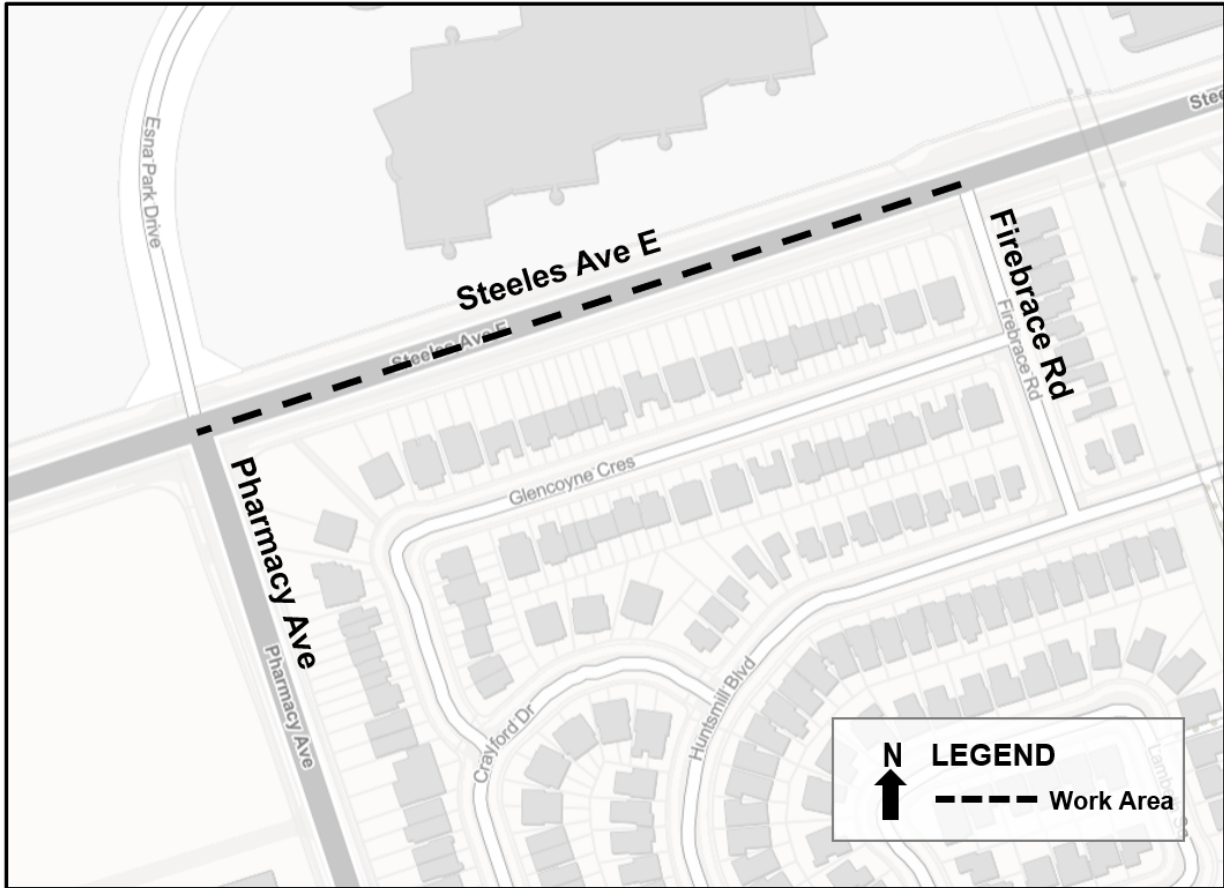 Stee
Esna Park Drive
Steeles Ave E
Steeles Ave E
Firebrace Rd
Firebrace Rd
Pharmacy Ave
Pharmacy Ave
Glencoyne Cres
Crayford Dr
Huntsmill Blvd
N LEGEND
Work Area